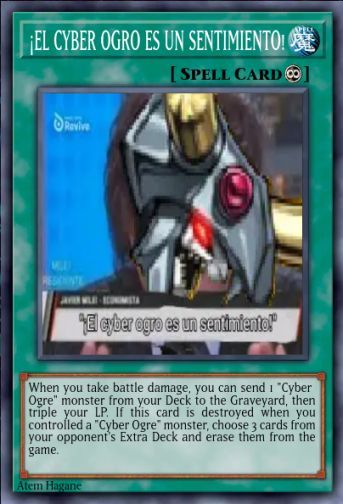 ¡EL CYBER OGRO ES UN SENTIMIENTO!
SPELL
魔
[ SPELL CARD ]
Revive
MILEI
PRESIDENTE
JAVIER MILEI - ECONOMISTA
"¡El cyber ogro es un sentimiento!"
When you take battle damage, you can send 1 "Cyber
Ogre" monster from your Deck to the Graveyard, then
triple your LP. If this card is destroyed when you
controlled a "Cyber Ogre" monster, choose 3 cards from
your opponent's Extra Deck and erase them from the
game.
Atem Hagane